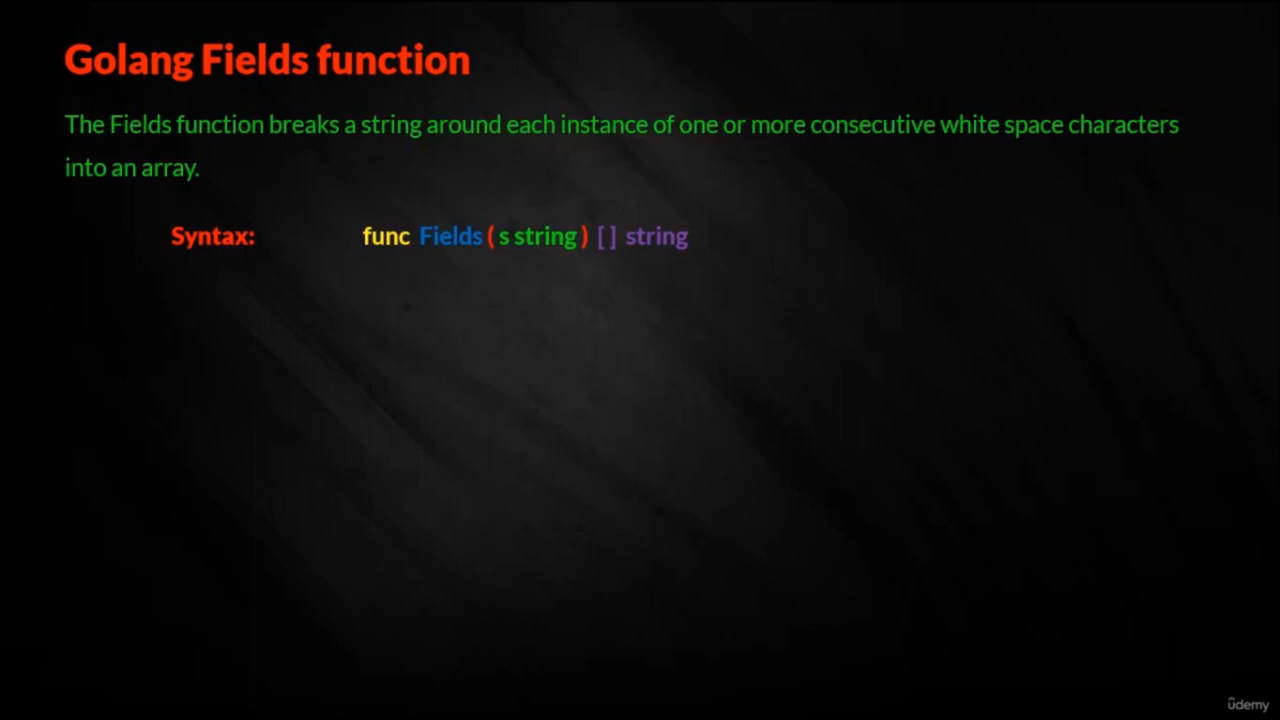 Golang Fields function
The Fields function breaks a string around each instance of one or more consecutive white space characters
into an array.
Syntax: func Fields ( s string ) [ ] string
ûdemy